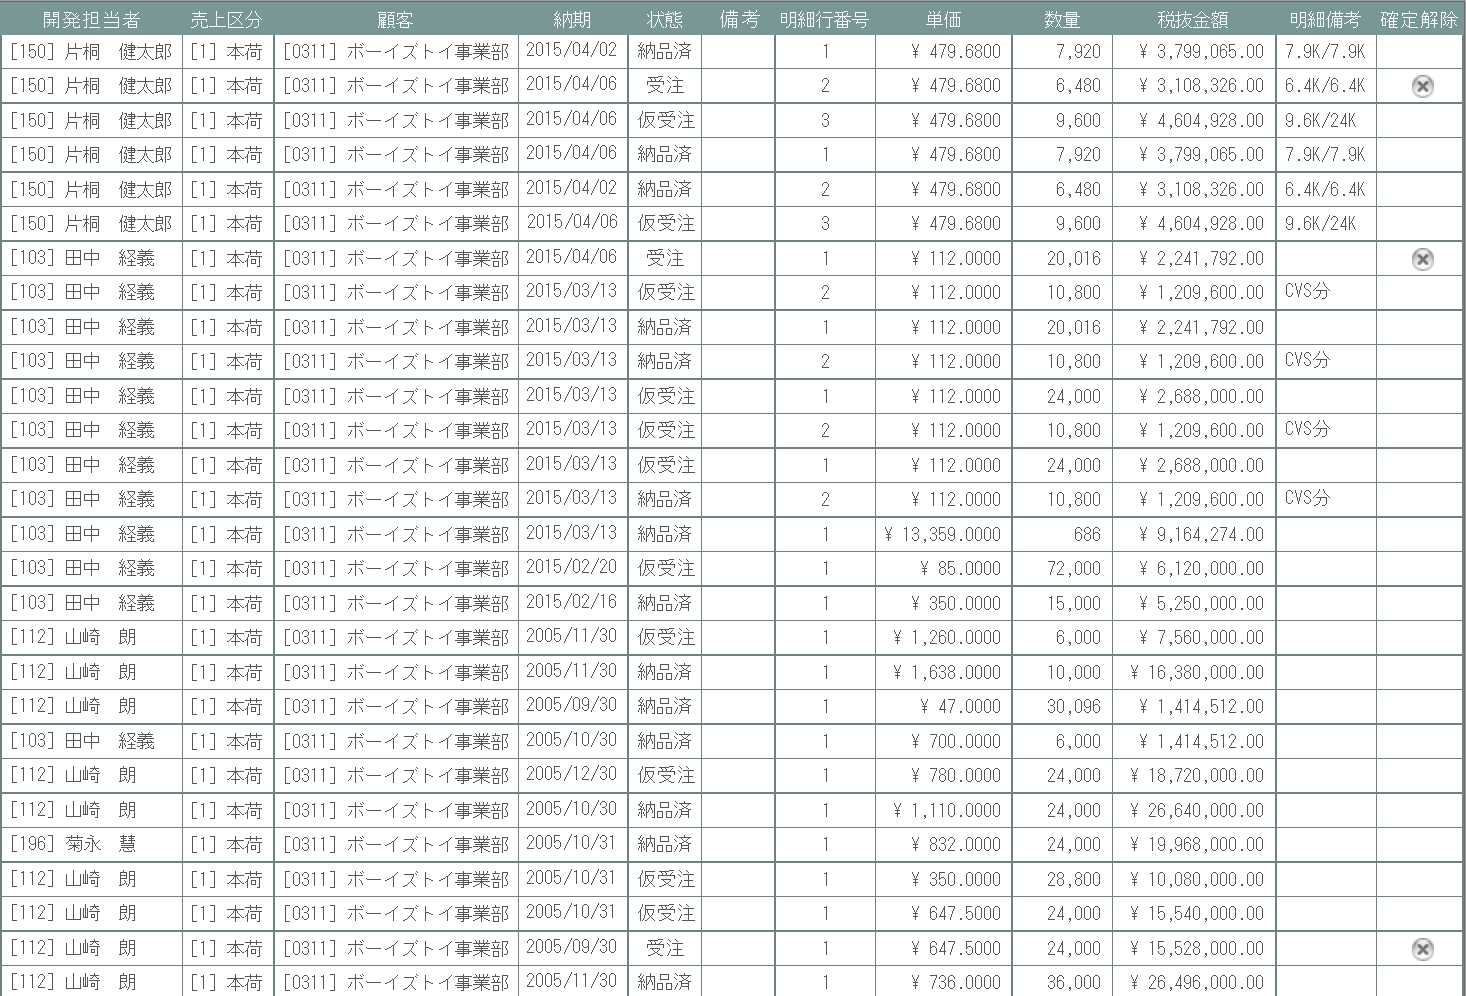 開発担当者 売上区分 顧客 納期 状態 備考 明細行番号 単価 数量 税抜金額 明細備考 確定解除
[150] 片桐　健太郎 [1] 本荷 [0311] ボーイズトイ事業部 2015/04/02 納品済 1 ¥ 479.6800 7,920 ¥ 3,799,065.00 7.9K/7.9K
[150] 片桐　健太郎 [1] 本荷 [0311] ボーイズトイ事業部 2015/04/06 受注 2 ¥ 479.6800 6,480 ¥ 3,108,326.00 6.4K/6.4K
[150] 片桐　健太郎 [1] 本荷 [0311] ボーイズトイ事業部 2015/04/06 仮受注 3 ¥ 479.6800 9,600 ¥ 4,604,928.00 9.6K/24K
[150] 片桐　健太郎 [1] 本荷 [0311] ボーイズトイ事業部 2015/04/06 納品済 1 ¥ 479.6800 7,920 ¥ 3,799,065.00 7.9K/7.9K
[150] 片桐　健太郎 [1] 本荷 [0311] ボーイズトイ事業部 2015/04/02 納品済 2 ¥ 479.6800 6,480 ¥ 3,108,326.00 6.4K/6.4K
[150] 片桐　健太郎 [1] 本荷 [0311] ボーイズトイ事業部 2015/04/06 仮受注 3 ¥ 479.6800 9,600 ¥ 4,604,928.00 9.6K/24K
[103] 田中　経義 [1] 本荷 [0311] ボーイズトイ事業部 2015/04/06 受注 1 ¥ 112.0000 20,016 ¥ 2,241,792.00
[103] 田中　経義 [1] 本荷 [0311] ボーイズトイ事業部 2015/03/13 仮受注 2 ¥ 112.0000 10,800 ¥ 1,209,600.00 CVS分
[103] 田中　経義 [1] 本荷 [0311] ボーイズトイ事業部 2015/03/13 納品済 1 ¥ 112.0000 20,016 ¥ 2,241,792.00
[103] 田中　経義 [1] 本荷 [0311] ボーイズトイ事業部 2015/03/13 納品済 2 ¥ 112.0000 10,800 ¥ 1,209,600.00 CVS分
[103] 田中　経義 [1] 本荷 [0311] ボーイズトイ事業部 2015/03/13 仮受注 1 ¥ 112.0000 24,000 ¥ 2,688,000.00
[103] 田中　経義 [1] 本荷 [0311] ボーイズトイ事業部 2015/03/13 仮受注 2 ¥ 112.0000 10,800 ¥ 1,209,600.00 CVS分
[103] 田中　経義 [1] 本荷 [0311] ボーイズトイ事業部 2015/03/13 仮受注 1 ¥ 112.0000 24,000 ¥ 2,688,000.00
[103] 田中　経義 [1] 本荷 [0311] ボーイズトイ事業部 2015/03/13 納品済 2 ¥ 112.0000 10,800 ¥ 1,209,600.00 CVS分
[103] 田中　経義 [1] 本荷 [0311] ボーイズトイ事業部 2015/03/13 納品済 1 ¥ 13,359.0000 686 ¥ 9,164,274.00
[103] 田中　経義 [1] 本荷 [0311] ボーイズトイ事業部 2015/02/20 仮受注 1 ¥ 85.0000 72,000 ¥ 6,120,000.00
[103] 田中　経義 [1] 本荷 [0311] ボーイズトイ事業部 2015/02/16 納品済 1 ¥ 350.0000 15,000 ¥ 5,250,000.00
[112] 山崎　朗 [1] 本荷 [0311] ボーイズトイ事業部 2005/11/30 仮受注 1 ¥ 1,260.0000 6,000 ¥ 7,560,000.00
[112] 山崎　朗 [1] 本荷 [0311] ボーイズトイ事業部 2005/11/30 納品済 1 ¥ 1,638.0000 10,000 ¥ 16,380,000.00
[112] 山崎　朗 [1] 本荷 [0311] ボーイズトイ事業部 2005/09/30 納品済 1 ¥ 47.0000 30,096 ¥ 1,414,512.00
[103] 田中　経義 [1] 本荷 [0311] ボーイズトイ事業部 2005/10/30 納品済 1 ¥ 700.0000 6,000 ¥ 1,414,512.00
[112] 山崎　朗 [1] 本荷 [0311] ボーイズトイ事業部 2005/12/30 仮受注 1 ¥ 780.0000 24,000 ¥ 18,720,000.00
[112] 山崎　朗 [1] 本荷 [0311] ボーイズトイ事業部 2005/10/30 納品済 1 ¥ 1,110.0000 24,000 ¥ 26,640,000.00
[196] 菊永　慧 [1] 本荷 [0311] ボーイズトイ事業部 2005/10/31 納品済 1 ¥ 832.0000 24,000 ¥ 19,968,000.00
[112] 山崎　朗 [1] 本荷 [0311] ボーイズトイ事業部 2005/10/31 仮受注 1 ¥ 350.0000 28,800 ¥ 10,080,000.00
[112] 山崎　朗 [1] 本荷 [0311] ボーイズトイ事業部 2005/10/31 仮受注 1 ¥ 647.5000 24,000 ¥ 15,540,000.00
[112] 山崎　朗 [1] 本荷 [0311] ボーイズトイ事業部 2005/09/30 受注 1 ¥ 647.5000 24,000 ¥ 15,528,000.00
[112] 山崎　朗 [1] 本荷 [0311] ボーイズトイ事業部 2005/11/30 納品済 1 ¥ 736.0000 36,000 ¥ 26,496,000.00